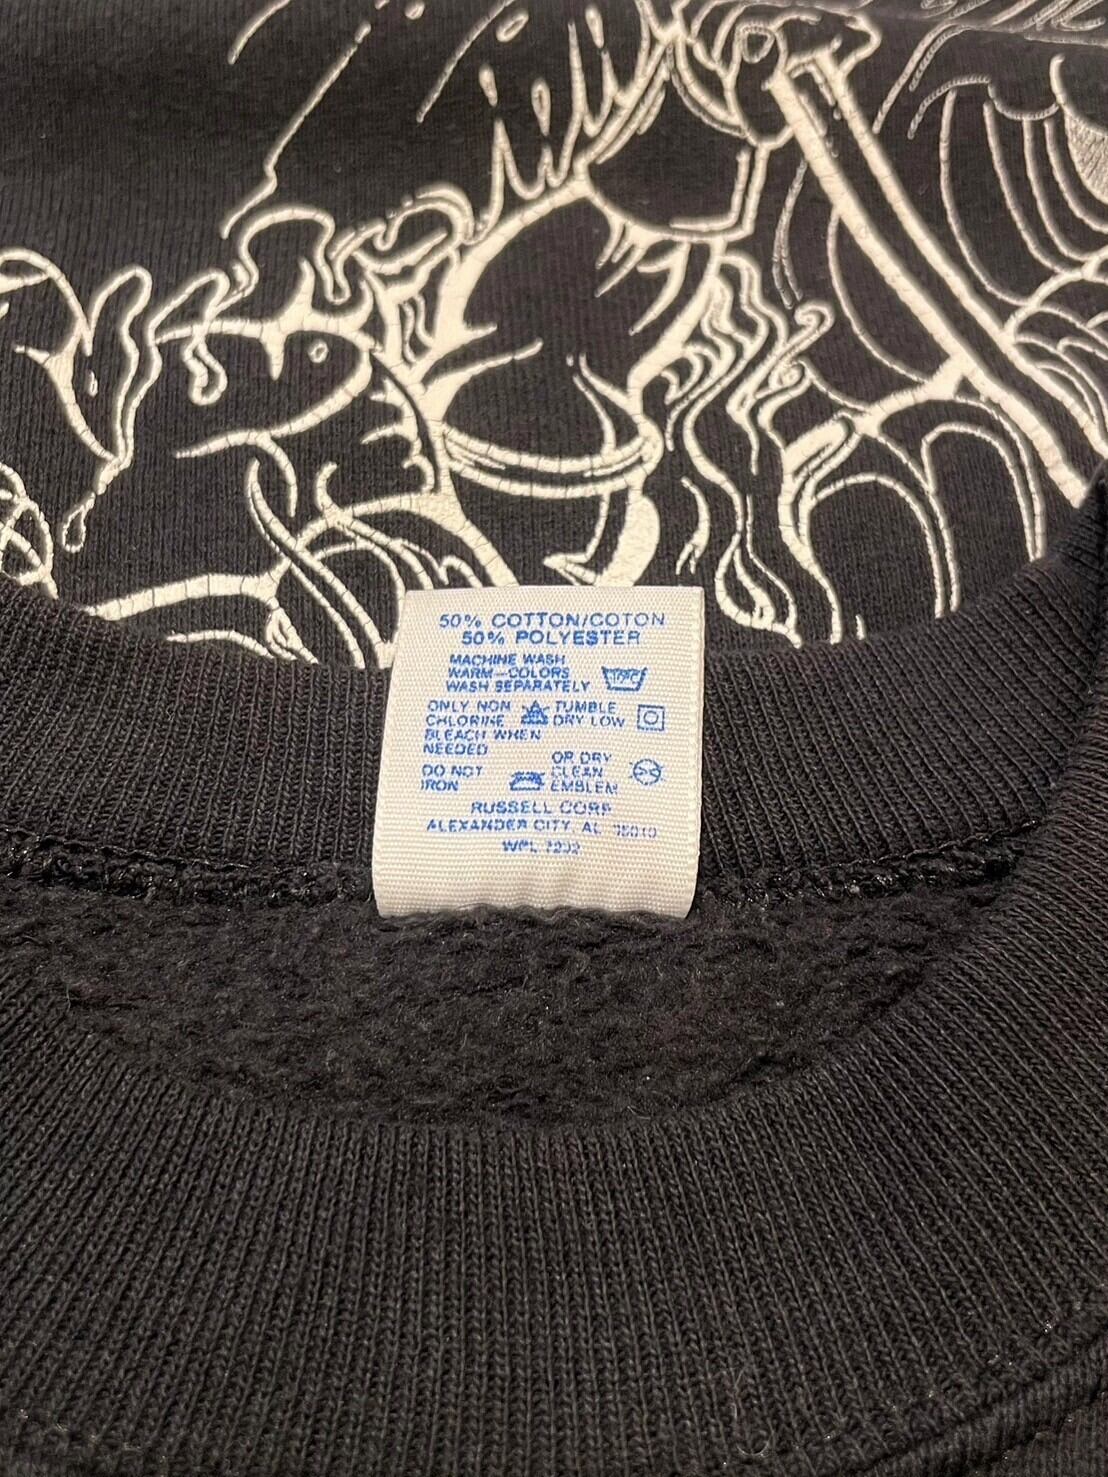 50% COTTON/COTON
50% POLYESTER
MACHINE WASH
WARM—COLORS
WASH SEPARATELY
ONLY NON
CHLORINE
BLEACH WHEN
NEEDED
TUMBLE
DRY LOW
DO NOT
IRON
OR DRY
CLEAN
EMBLEM
RUSSELL CORP
ALEXANDER CITY, AL
WPL